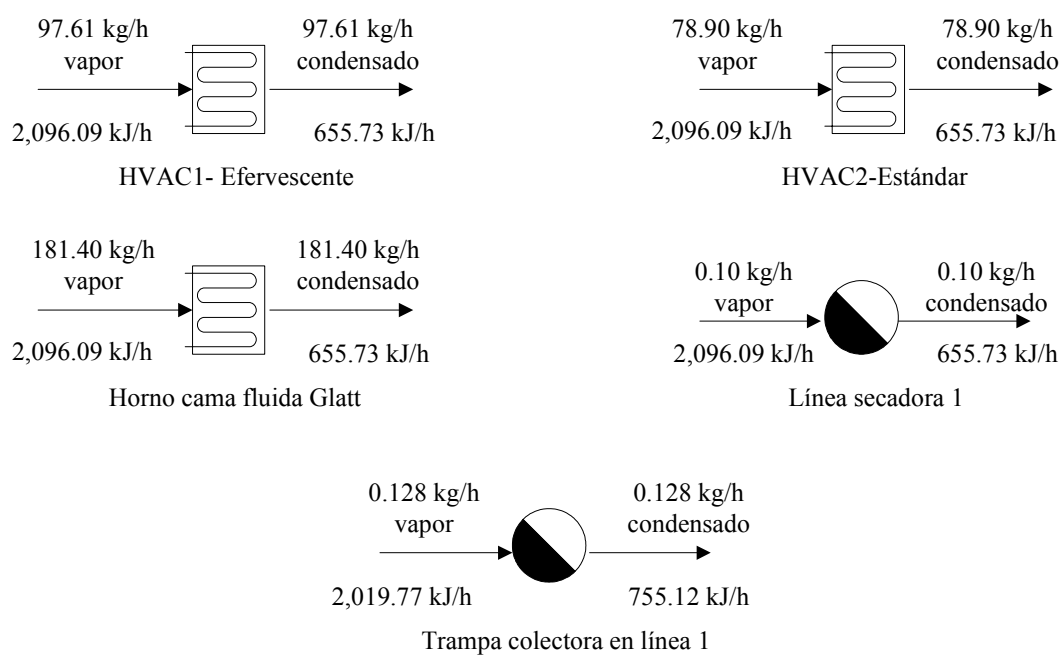 97.61 kg/h
vapor
97.61 kg/h
condensado
2,096.09 kJ/h
655.73 kJ/h
HVAC1- Efervescente
78.90 kg/h
vapor
78.90 kg/h
condensado
2,096.09 kJ/h
655.73 kJ/h
HVAC2-Estándar
181.40 kg/h
vapor
181.40 kg/h
condensado
2,096.09 kJ/h
655.73 kJ/h
Horno cama fluida Glatt
0.10 kg/h
vapor
0.10 kg/h
condensado
2,096.09 kJ/h
655.73 kJ/h
Línea secadora 1
0.128 kg/h
vapor
0.128 kg/h
condensado
2,019.77 kJ/h
755.12 kJ/h
Trampa colectora en línea 1